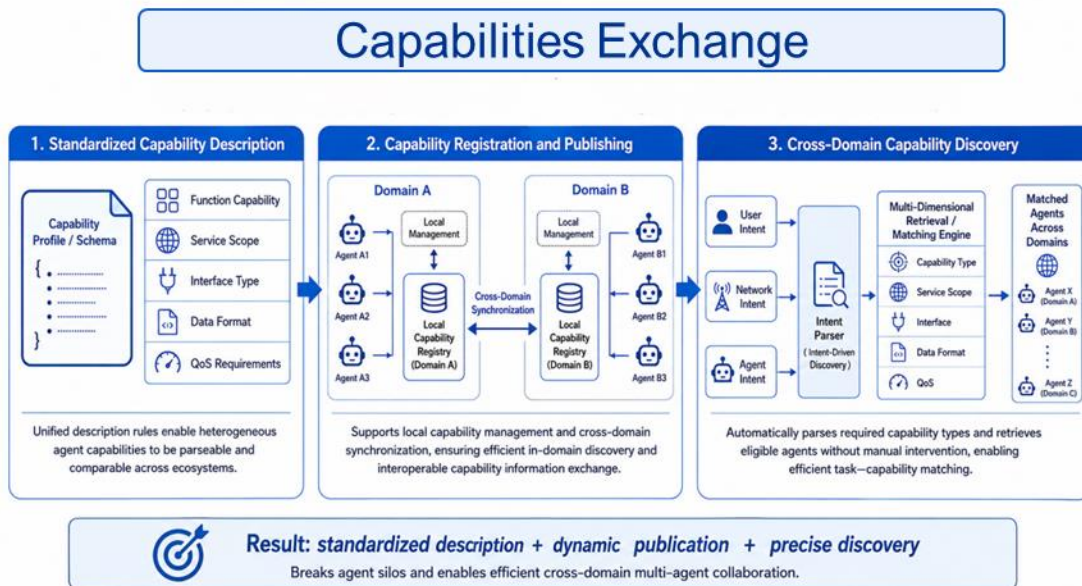 Capabilities Exchange
1. Standardized Capability Description
Capability
Profile / Schema
{
}
Function Capability
Service Scope
Interface Type
Data Format
QoS Requirements
Unified description rules enable heterogeneous
agent capabilities to be parseable and
comparable across ecosystems.
2. Capability Registration and Publishing
Domain A
Agent A1
Agent A2
Agent A3
Local
Management
Local
Capability
Registry
(Domain A)
Cross-Domain
Synchronization
Domain B
Local
Management
Local
Capability
Registry
(Domain B)
Agent B1
Agent B2
Agent B3
Supports local capability management and cross-domain
synchronization, ensuring efficient in-domain discovery and
interoperable capability information exchange.
3. Cross-Domain Capability Discovery
User
Intent
Network
Intent
Agent
Intent
Intent
Parser
( Intent-Driven
Discovery )
Multi-Dimensional
Retrieval /
Matching Engine
Capability Type
Service Scope
Interface
Data Format
QoS
Matched
Agents
Across
Domains
Agent X
(Domain A)
Agent Y
(Domain B)
Agent Z
(Domain C)
Automatically parses required capability types and retrieves
eligible agents without manual intervention, enabling
efficient task—capability matching.
Result: standardized description + dynamic publication + precise discovery
Breaks agent silos and enables efficient cross-domain multi-agent collaboration.